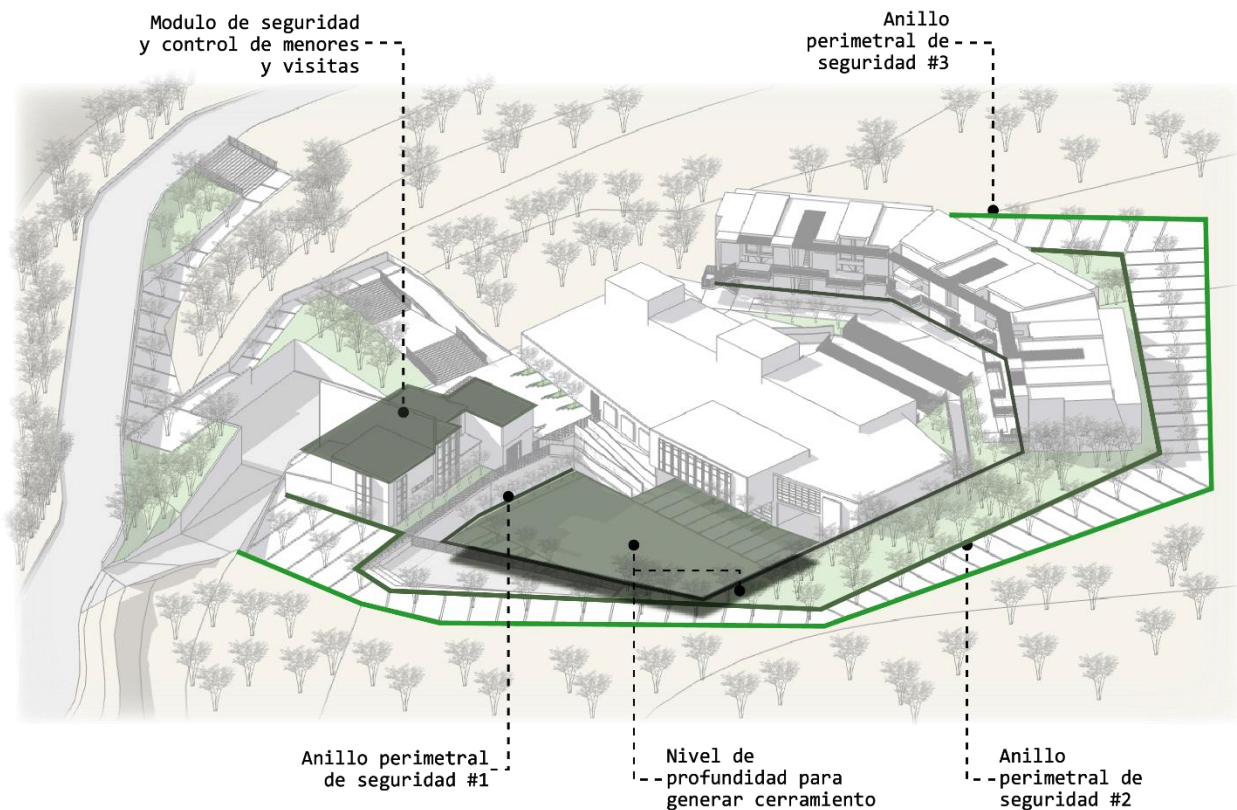 Modulo de seguridad
y control de menores
y visitas
Anillo
perimetral de
seguridad #3
Anillo perimetral
de seguridad #1
Nivel de
profundidad para
generar cerramiento
Anillo
perimetral de
seguridad #2